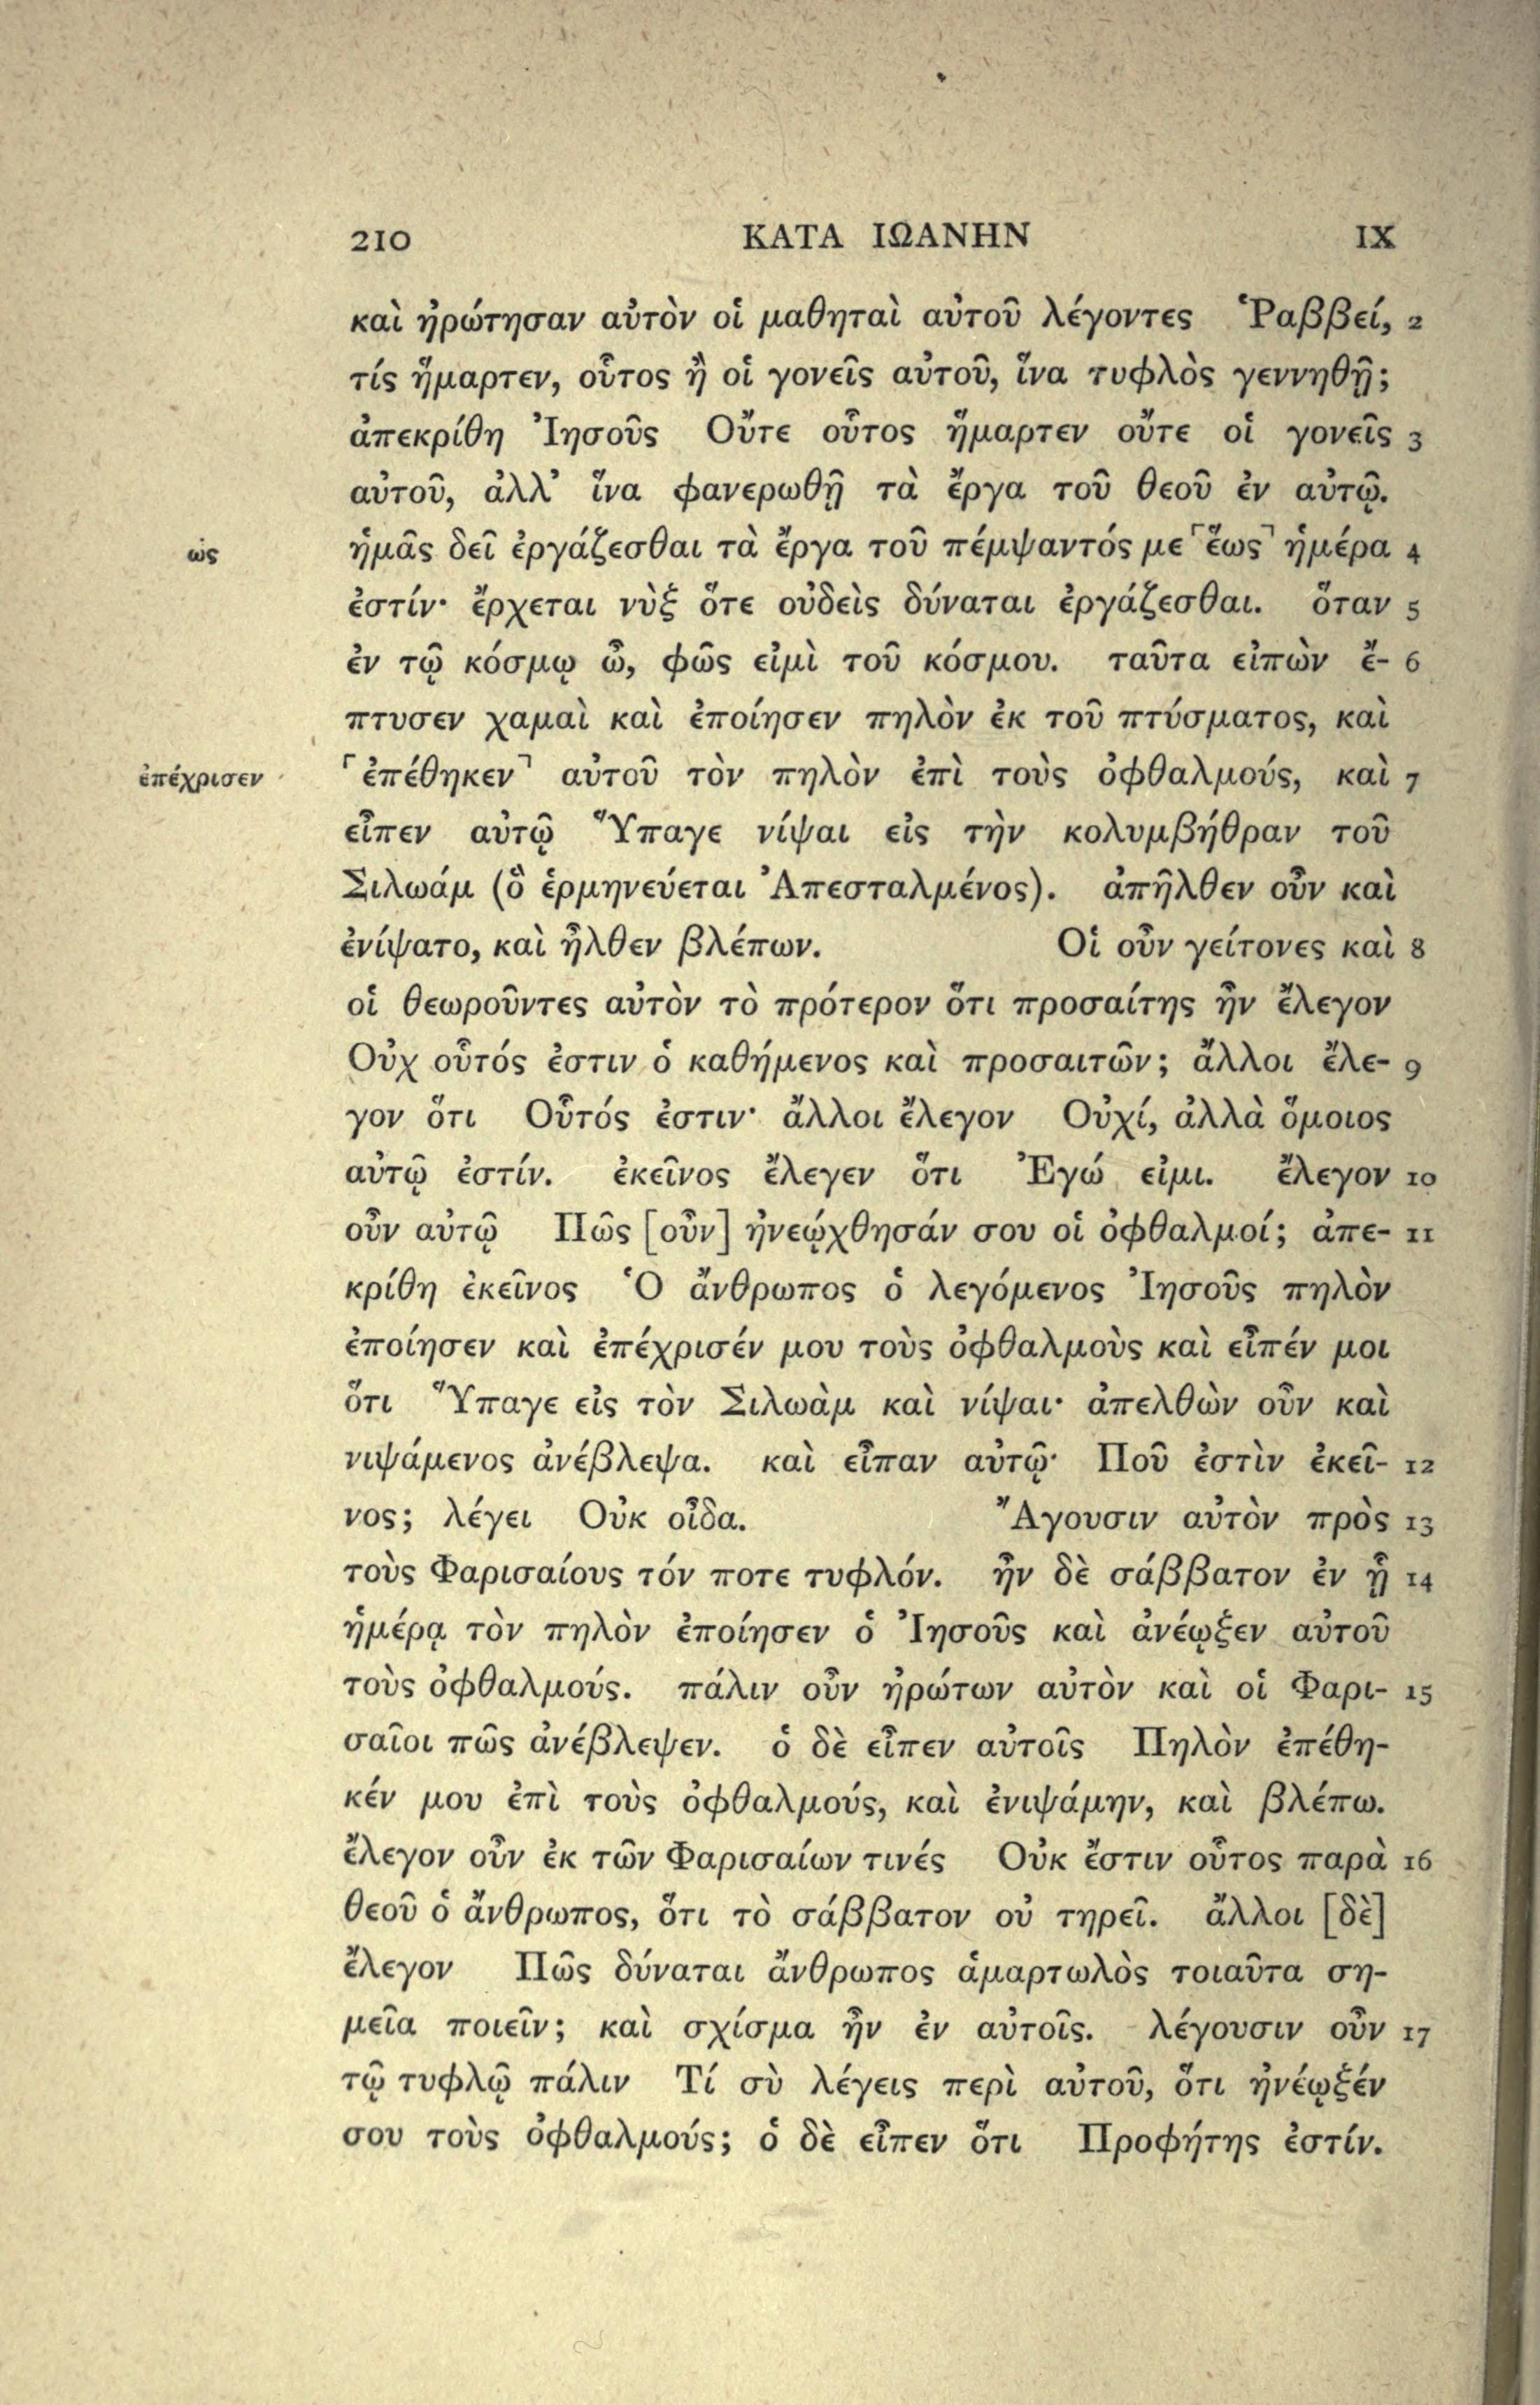 210 ΚΑΤΑ ΙΩΑΝΗΝ IX
καὶ ἠρώτησαν αὐτὸν οἱ μαθηταὶ αὐτοῦ λέγοντες Ῥαββεί, 2
τίς ἥμαρτεν, οὗτος ἢ οἱ γονεῖς αὐτοῦ, ἵνα τυφλὸς γεννηθῇ;
ἀπεκρίθη Ἰησοῦς Οὔτε οὗτος ἥμαρτεν οὔτε οἱ γονεῖς 3
αὐτοῦ, ἀλλ’ ἵνα φανερωθῇ τὰ ἔργα τοῦ θεοῦ ἐν αὐτῷ.
ὡς ἡμᾶς δεῖ ἐργάζεσθαι τὰ ἔργα τοῦ πέμψαντός με ⸢ἕως⸣ ἡμέρα 4
ἐστίν· ἔρχεται νὺξ ὅτε οὐδεὶς δύναται ἐργάζεσθαι. ὅταν 5
ἐν τῷ κόσμῳ ὦ, φῶς εἰμὶ τοῦ κόσμου. ταῦτα εἰπὼν ἔ- 6
πτυσεν χαμαὶ καὶ ἐποίησεν πηλὸν ἐκ τοῦ πτύσματος, καὶ
ἐπέχρισεν ⸢ἐπέθηκεν⸣ αὐτοῦ τὸν πηλὸν ἐπὶ τοὺς ὀφθαλμούς, καὶ 7
εἶπεν αὐτῷ Ὕπαγε νίψαι εἰς τὴν κολυμβήθραν τοῦ
Σιλωάμ (ὃ ἑρμηνεύεται Ἀπεσταλμένος). ἀπῆλθεν οὖν καὶ
ἐνίψατο, καὶ ἦλθεν βλέπων. Οἱ οὖν γείτονες καὶ 8
οἱ θεωροῦντες αὐτὸν τὸ πρότερον ὅτι προσαίτης ἦν ἔλεγον
Οὐχ οὗτός ἐστιν ὁ καθήμενος καὶ προσαιτῶν; ἄλλοι ἔλε- 9
γον ὅτι Οὗτός ἐστιν· ἄλλοι ἔλεγον Οὐχί, ἀλλὰ ὅμοιος
αὐτῷ ἐστίν. ἐκεῖνος ἔλεγεν ὅτι Ἐγώ εἰμι. ἔλεγον 10
οὖν αὐτῷ Πῶς [οὖν] ἠνεῴχθησάν σου οἱ ὀφθαλμοί; ἀπε- 11
κρίθη ἐκεῖνος Ὁ ἄνθρωπος ὁ λεγόμενος Ἰησοῦς πηλὸν
ἐποίησεν καὶ ἐπέχρισέν μου τοὺς ὀφθαλμοὺς καὶ εἶπέν μοι
ὅτι Ὕπαγε εἰς τὸν Σιλωὰμ καὶ νίψαι· ἀπελθὼν οὖν καὶ
νιψάμενος ἀνέβλεψα. καὶ εἶπαν αὐτῷ· Ποῦ ἐστὶν ἐκεῖ- 12
νος; λέγει Οὐκ οἶδα. Ἄγουσιν αὐτὸν πρὸς 13
τοὺς Φαρισαίους τόν ποτε τυφλόν. ἦν δὲ σάββατον ἐν ᾗ 14
ἡμέρᾳ τὸν πηλὸν ἐποίησεν ὁ Ἰησοῦς καὶ ἀνέῳξεν αὐτοῦ
τοὺς ὀφθαλμούς. πάλιν οὖν ἠρώτων αὐτὸν καὶ οἱ Φαρι- 15
σαῖοι πῶς ἀνέβλεψεν. ὁ δὲ εἶπεν αὐτοῖς Πηλὸν ἐπέθη-
κέν μου ἐπὶ τοὺς ὀφθαλμούς, καὶ ἐνιψάμην, καὶ βλέπω.
ἔλεγον οὖν ἐκ τῶν Φαρισαίων τινές Οὐκ ἔστιν οὗτος παρὰ 16
θεοῦ ὁ ἄνθρωπος, ὅτι τὸ σάββατον οὐ τηρεῖ. ἄλλοι [δὲ]
ἔλεγον Πῶς δύναται ἄνθρωπος ἁμαρτωλὸς τοιαῦτα ση-
μεῖα ποιεῖν; καὶ σχίσμα ἦν ἐν αὐτοῖς. λέγουσιν οὖν 17
τῷ τυφλῷ πάλιν Τί σὺ λέγεις περὶ αὐτοῦ, ὅτι ἠνέῳξέν
σου τοὺς ὀφθαλμούς; ὁ δὲ εἶπεν ὅτι Προφήτης ἐστίν.